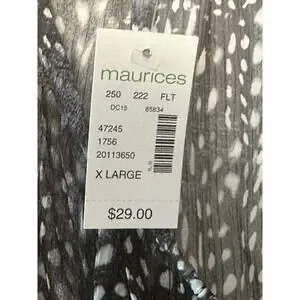 maurices
250 222 FLT
DC15 65834
47245
1756
20113650
X LARGE
$29.00